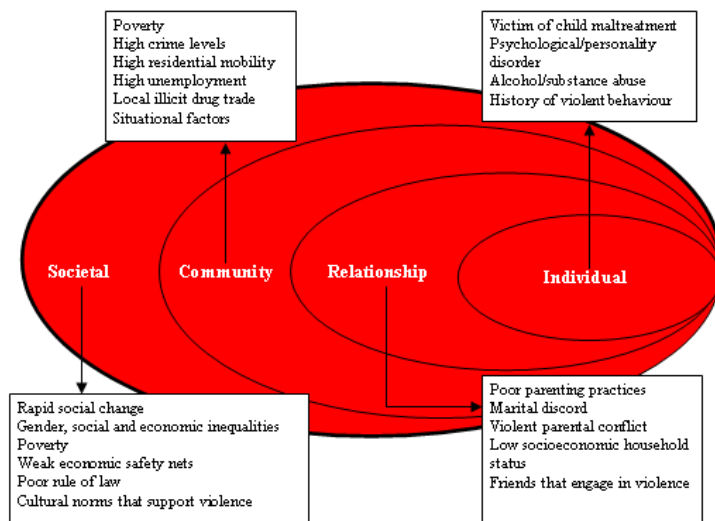 Poverty
High crime levels
High residential mobility
High unemployment
Local illicit drug trade
Situational factors
Victim of child maltreatment
Psychological/personality
disorder
Alcohol/substance abuse
History of violent behaviour
Societal
Community
Relationship
Individual
Rapid social change
Gender, social and economic inequalities
Poverty
Weak economic safety nets
Poor rule of law
Cultural norms that support violence
Poor parenting practices
Marital discord
Violent parental conflict
Low socioeconomic household
status
Friends that engage in violence